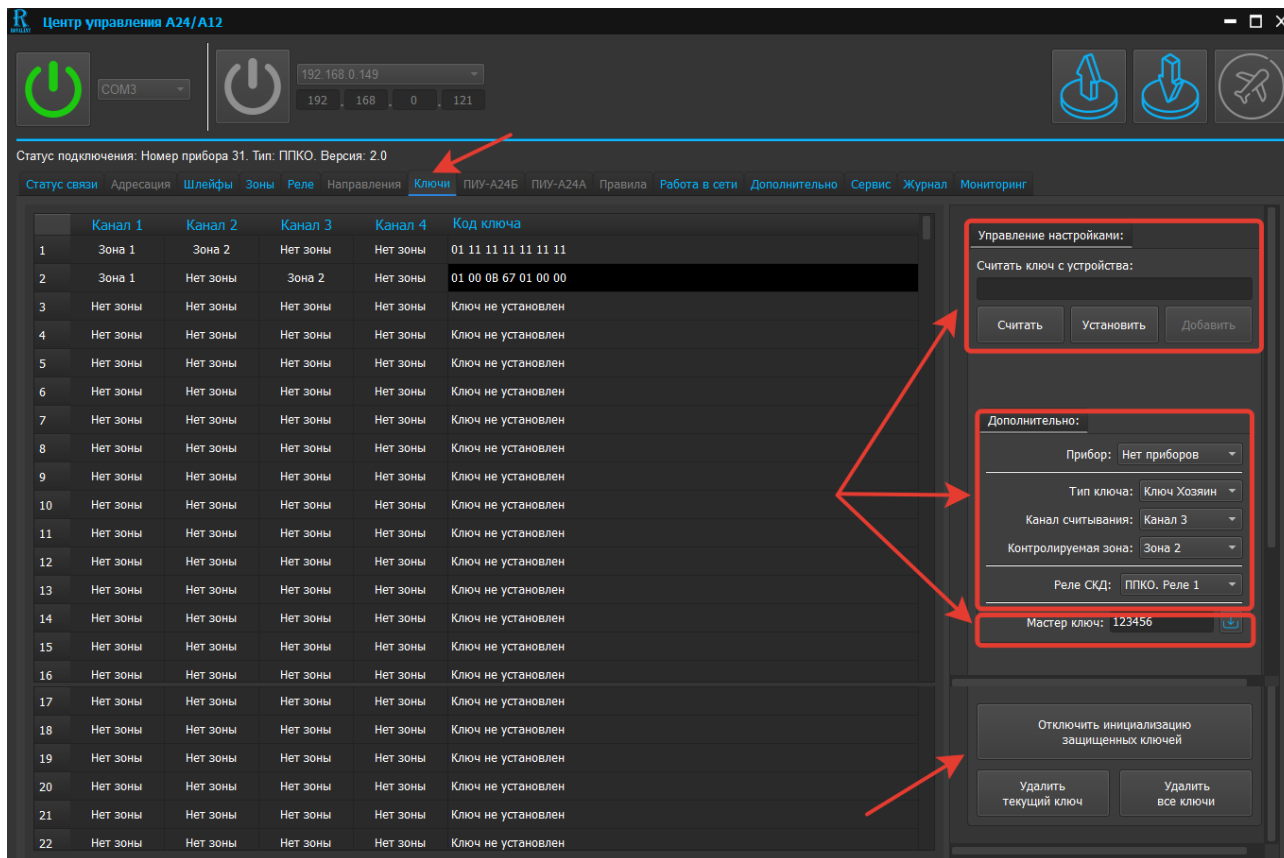 R
Центр управления А24/А12
COM3
192.168.0.149
192 . 168 . 0 . 121
Статус подключения: Номер прибора 31. Тип: ППКО. Версия: 2.0
Статус связи Адресация Шлейфы Зоны Реле Направления Ключи ПИУ-А24Б ПИУ-А24А Правила Работа в сети Дополнительно Сервис Журнал Мониторинг
Канал 1 Канал 2 Канал 3 Канал 4 Код ключа
1 Зона 1 Зона 2 Нет зоны Нет зоны 01 11 11 11 11 11 11 11
2 Зона 1 Нет зоны Зона 2 Нет зоны 01 00 0B 67 01 00 00
3 Нет зоны Нет зоны Нет зоны Нет зоны Ключ не установлен
4 Нет зоны Нет зоны Нет зоны Нет зоны Ключ не установлен
5 Нет зоны Нет зоны Нет зоны Нет зоны Ключ не установлен
6 Нет зоны Нет зоны Нет зоны Нет зоны Ключ не установлен
7 Нет зоны Нет зоны Нет зоны Нет зоны Ключ не установлен
8 Нет зоны Нет зоны Нет зоны Нет зоны Ключ не установлен
9 Нет зоны Нет зоны Нет зоны Нет зоны Ключ не установлен
10 Нет зоны Нет зоны Нет зоны Нет зоны Ключ не установлен
11 Нет зоны Нет зоны Нет зоны Нет зоны Ключ не установлен
12 Нет зоны Нет зоны Нет зоны Нет зоны Ключ не установлен
13 Нет зоны Нет зоны Нет зоны Нет зоны Ключ не установлен
14 Нет зоны Нет зоны Нет зоны Нет зоны Ключ не установлен
15 Нет зоны Нет зоны Нет зоны Нет зоны Ключ не установлен
16 Нет зоны Нет зоны Нет зоны Нет зоны Ключ не установлен
17 Нет зоны Нет зоны Нет зоны Нет зоны Ключ не установлен
18 Нет зоны Нет зоны Нет зоны Нет зоны Ключ не установлен
19 Нет зоны Нет зоны Нет зоны Нет зоны Ключ не установлен
20 Нет зоны Нет зоны Нет зоны Нет зоны Ключ не установлен
21 Нет зоны Нет зоны Нет зоны Нет зоны Ключ не установлен
22 Нет зоны Нет зоны Нет зоны Нет зоны Ключ не установлен
Управление настройками:
Считать ключ с устройства:
Считать Установить Добавить
Дополнительно:
Прибор: Нет приборов
Тип ключа: Ключ Хозяин
Канал считывания: Канал 3
Контролируемая зона: Зона 2
Реле СКД: ППКО. Реле 1
Мастер ключ: 123456
Отключить инициализацию
защищенных ключей
Удалить
текущий ключ
Удалить
все ключи